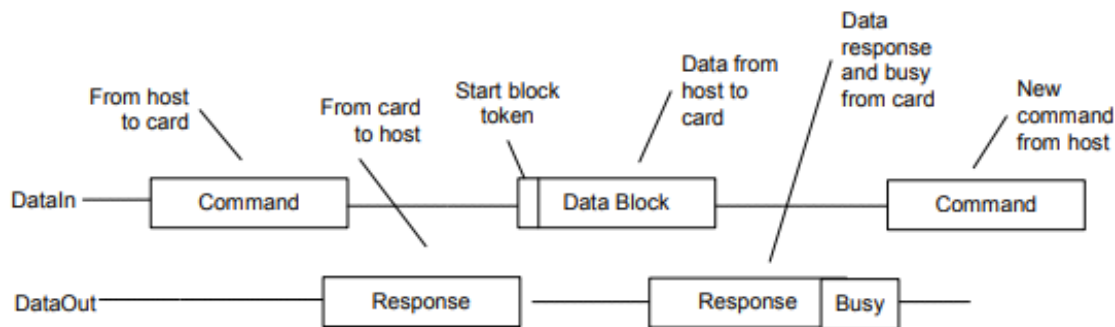 From host
to card
From card
to host
Start block
token
Data from
host to
card
Data
response
and busy
from card
New
command
from host
DataIn
Command
Data Block
Command
DataOut
Response
Response
Busy